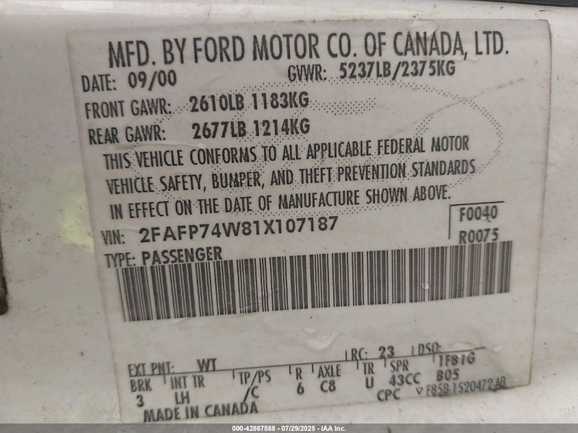 MFD. BY FORD MOTOR CO. OF CANADA, LTD.
DATE: 09/00 GVWR: 5237LB/2375KG
FRONT GAWR: 2610LB 1183KG
REAR GAWR: 2677LB 1214KG
THIS VEHICLE CONFORMS TO ALL APPLICABLE FEDERAL MOTOR
VEHICLE SAFETY, BUMPER, AND THEFT PREVENTION STANDARDS
IN EFFECT ON THE DATE OF MANUFACTURE SHOWN ABOVE.
VIN: 2FAFP74W81X107187 F0040
TYPE: PASSENGER R0075
EXT PNT: WT RC: 23 DSO:
BRK INT TR TP/PS R AXLE TR SPR 1F81G
3 LH /C 6 C8 U 43CC B05
MADE IN CANADA CPC
000-42867888 07/29/2025 - IAA Inc.